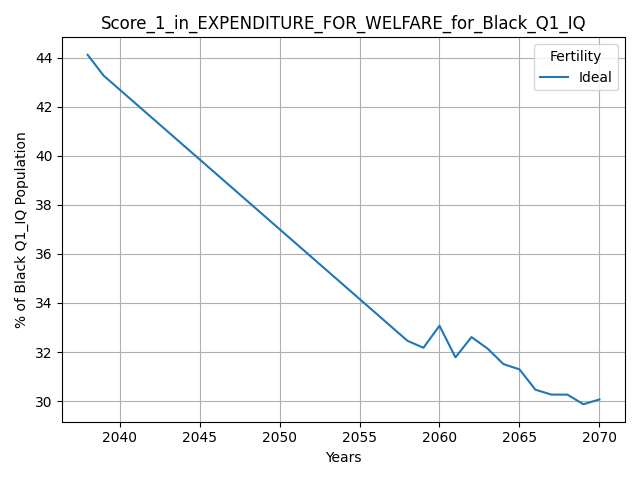 Score_1_in_EXPENDITURE_FOR_WELFARE_for_Black_Q1_IQ
Fertility
Ideal
% of Black Q1_IQ Population
44
42
40
38
36
34
32
30
2040 2045 2050 2055 2060 2065 2070
Years